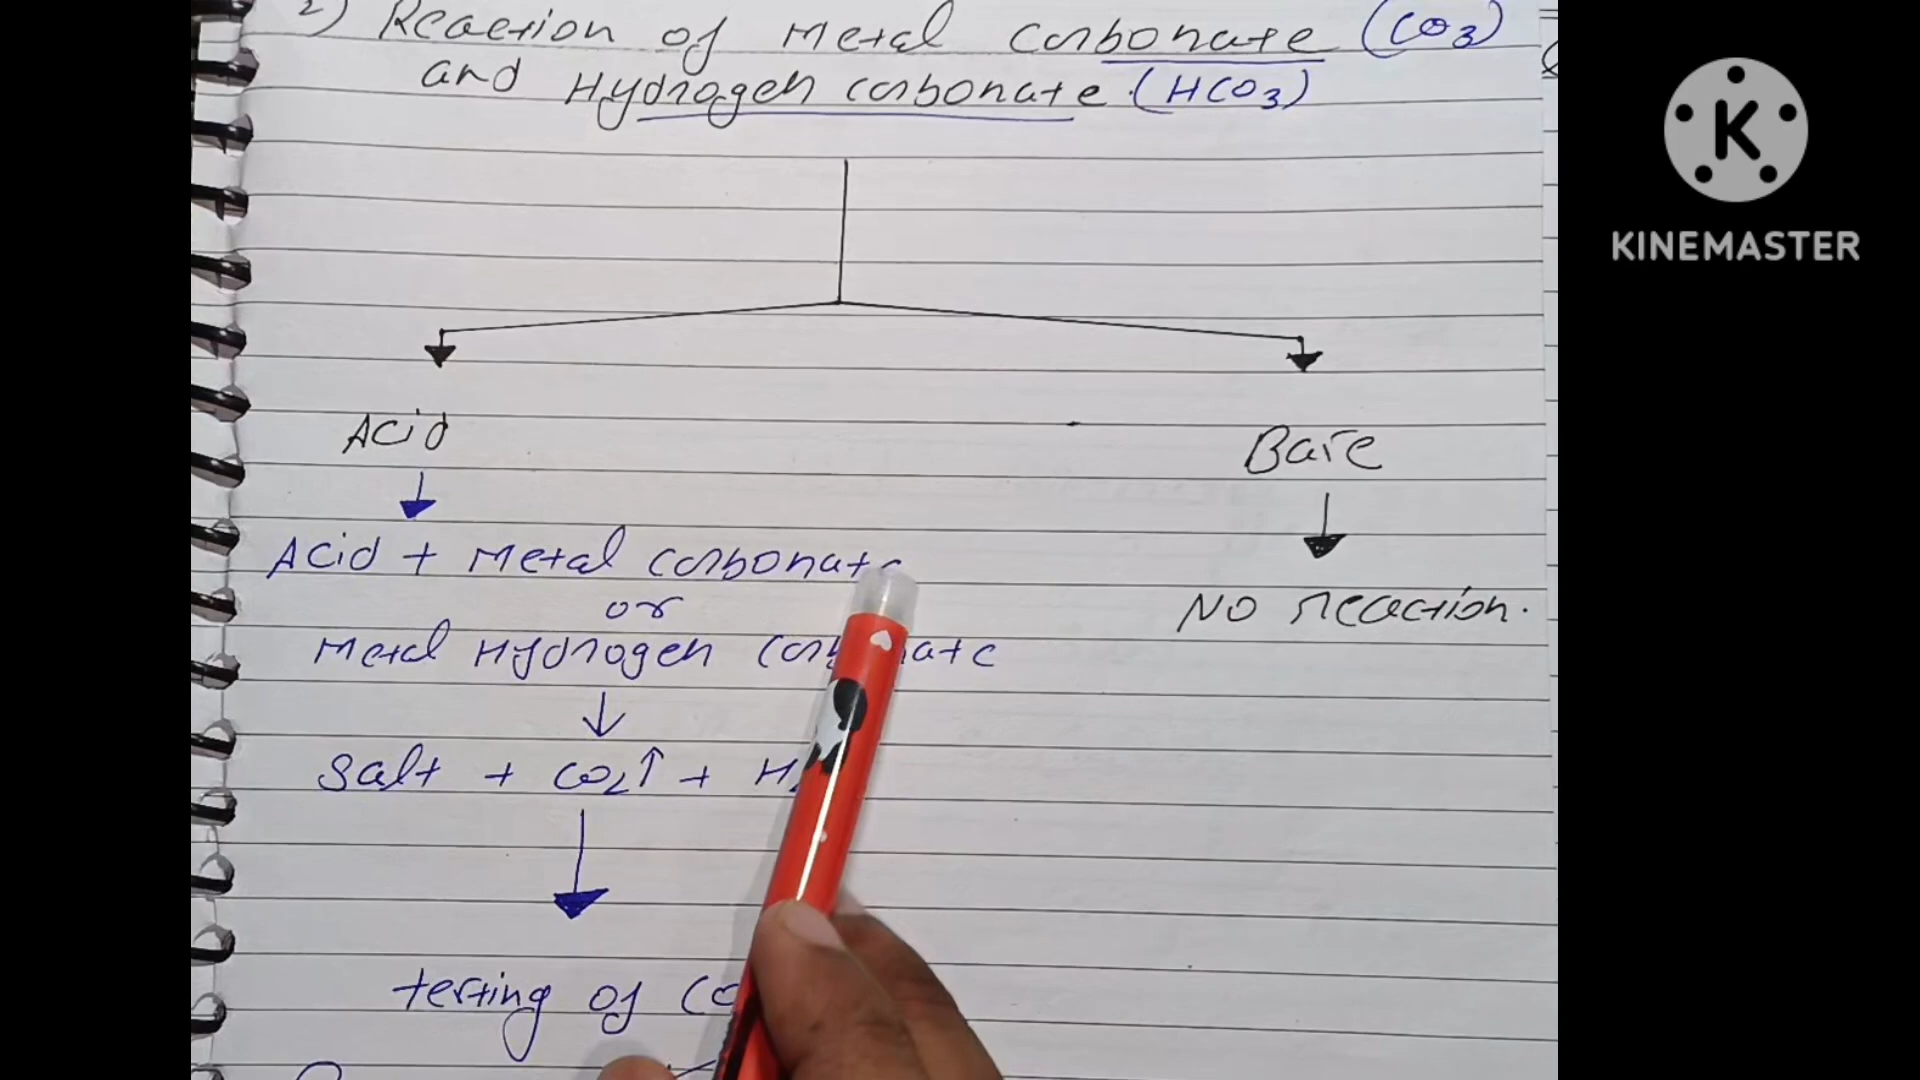 2) Reaction of Metal Carbonate (CO3)
and Hydrogen carbonate (HCO3)
Acid
Base
Acid + Metal carbonate
or
Metal Hydrogen Carbonate
No reaction.
Salt + CO2↑ +
testing of
K
KINEMASTER